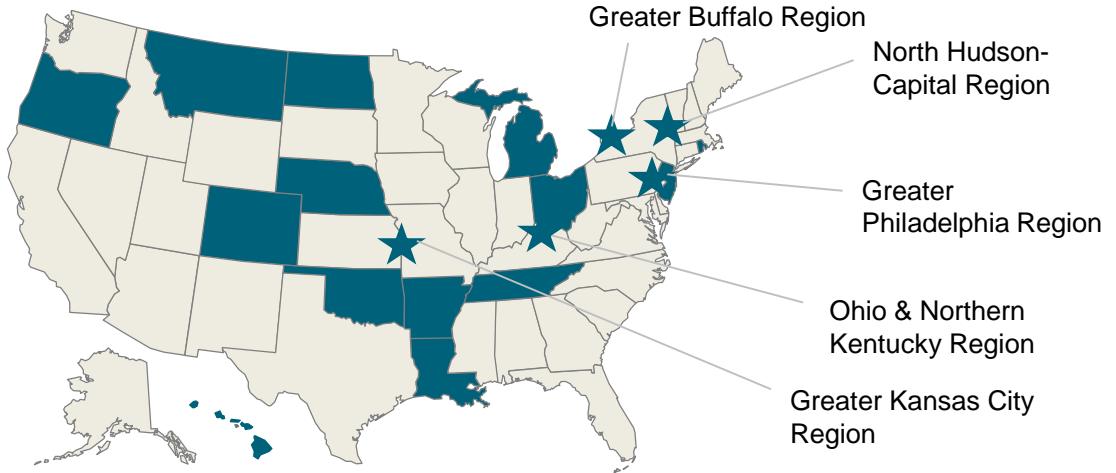 Greater Buffalo Region
North Hudson-
Capital Region
Greater
Philadelphia Region
Ohio & Northern
Kentucky Region
Greater Kansas City
Region